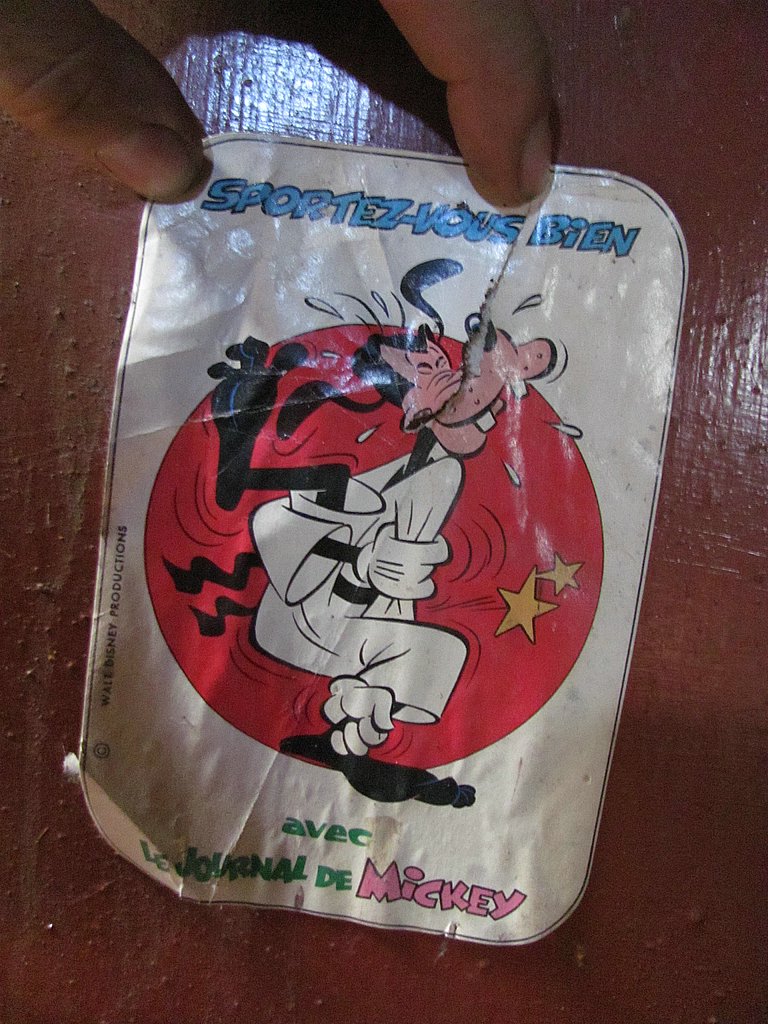 SPORTEZ-VOUS BiEN
© WALT DISNEY PRODUCTIONS
avec
Le JOURNAL DE MiCKEY